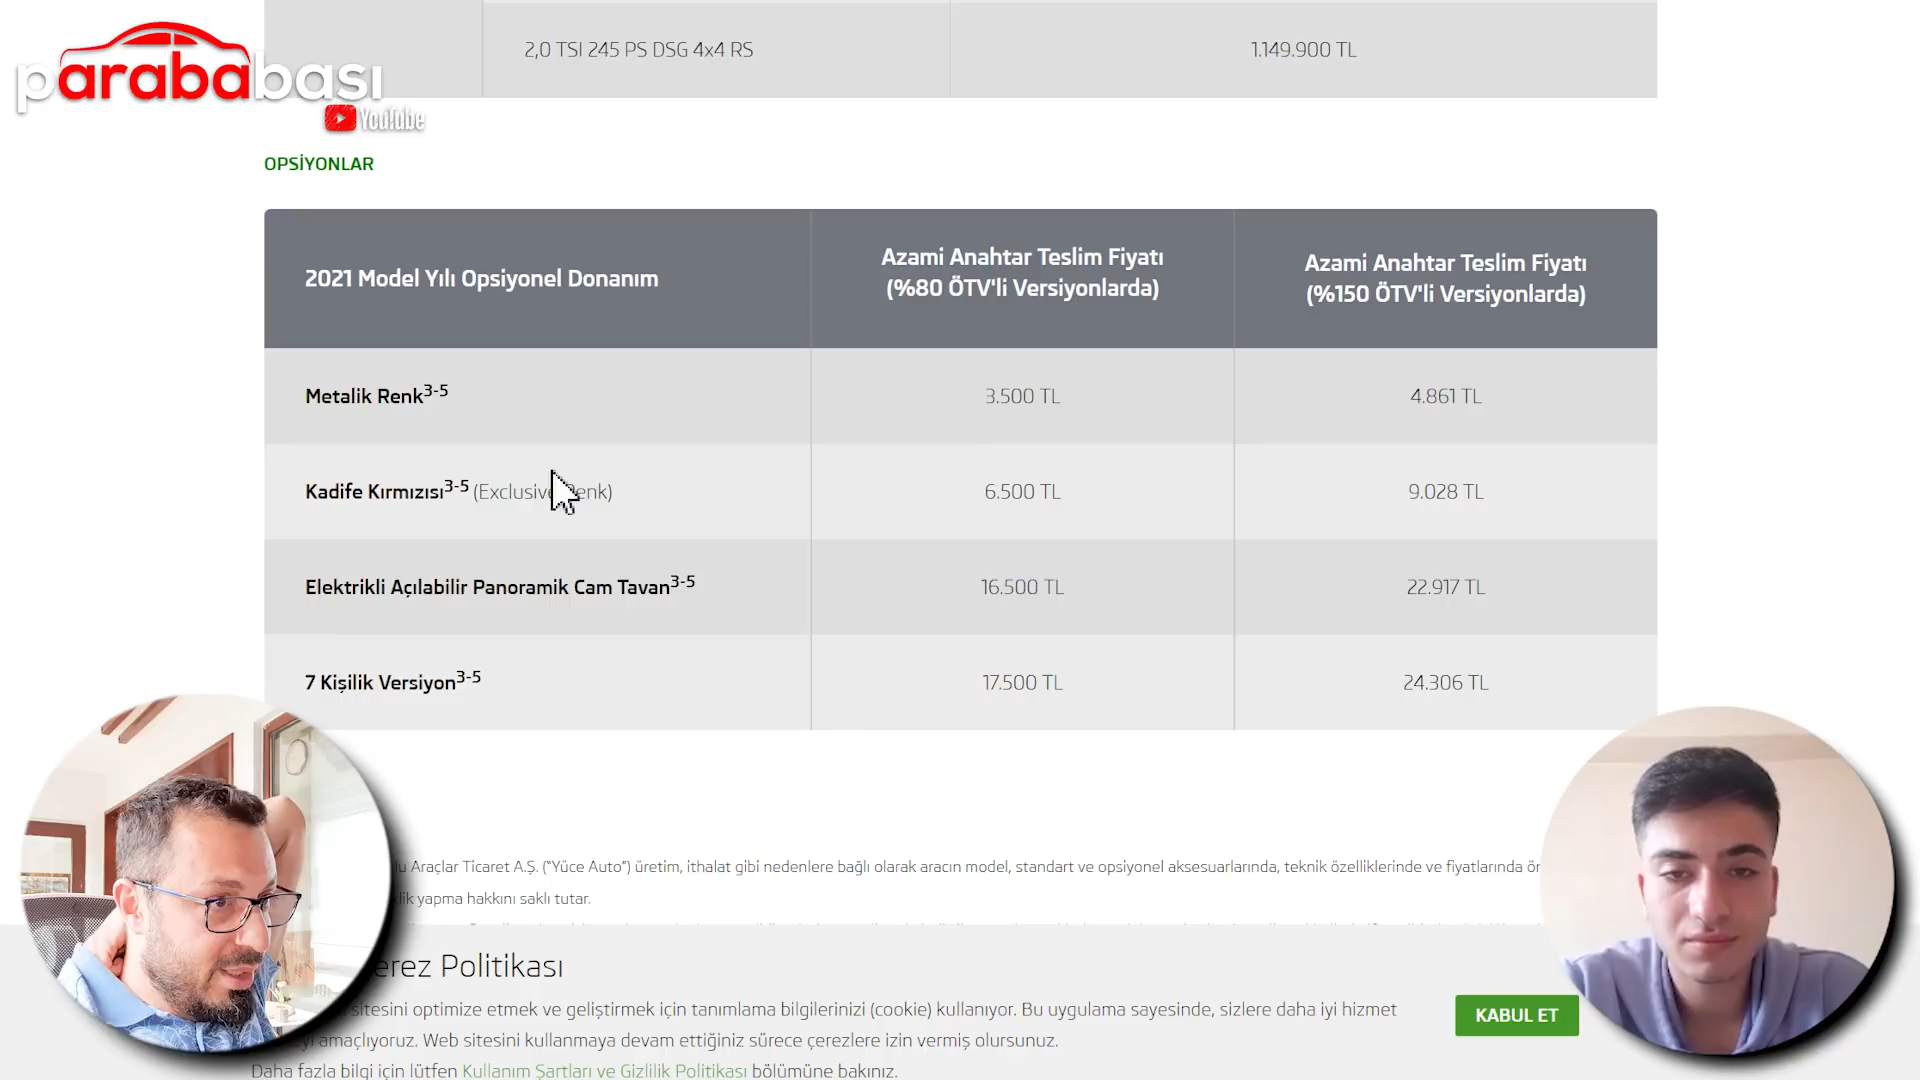 parababası
YouTube
2,0 TSI 245 PS DSG 4x4 RS 1.149.900 TL
OPSİYONLAR
2021 Model Yılı Opsiyonel Donanım
Azami Anahtar Teslim Fiyatı
(%80 ÖTV'li Versiyonlarda)
Azami Anahtar Teslim Fiyatı
(%150 ÖTV'li Versiyonlarda)
Metalik Renk3-5 3.500 TL 4.861 TL
Kadife Kırmızısı3-5 (Exclusive Renk) 6.500 TL 9.028 TL
Elektrikli Açılabilir Panoramik Cam Tavan3-5 16.500 TL 22.917 TL
7 Kişilik Versiyon3-5 17.500 TL 24.306 TL
Araçlar Ticaret A.Ş. ("Yüce Auto") üretim, ithalat gibi nedenlere bağlı olarak aracın model, standart ve opsiyonel aksesuarlarında, teknik özelliklerinde ve fiyatlarında
yapma hakkını saklı tutar.
Politikası
sitesini optimize etmek ve geliştirmek için tanımlama bilgilerinizi (cookie) kullanıyor. Bu uygulama sayesinde, sizlere daha iyi hizmet
amaçlıyoruz. Web sitesini kullanmaya devam ettiğiniz sürece çerezlere izin vermiş olursunuz.
Daha fazla bilgi için lütfen Kullanım Şartları ve Gizlilik Politikası bölümüne bakınız.
KABUL ET